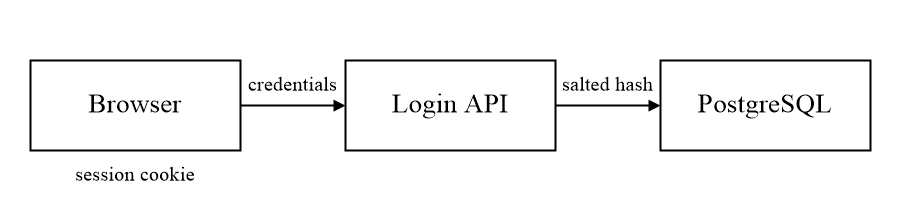 Browser
credentials
Login API
salted hash
PostgreSQL
session cookie